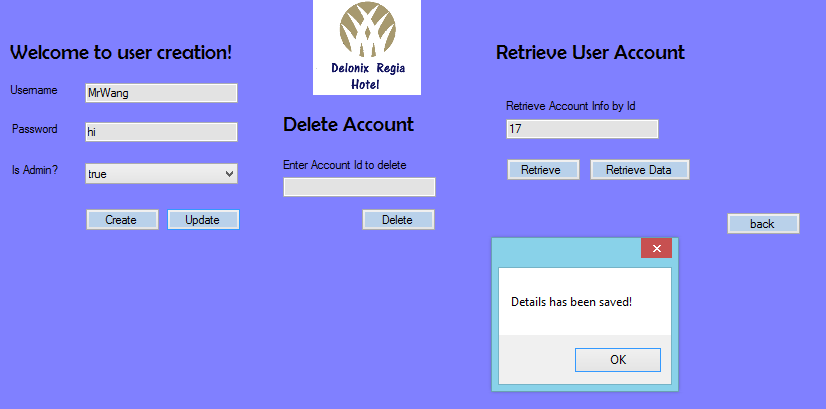 Welcome to user creation!
Username
MrWang
Password
hi
Is Admin?
true
Create
Update
Delonix Regia
Hotel
Delete Account
Enter Account Id to delete
Delete
Retrieve User Account
Retrieve Account Info by Id
17
Retrieve
Retrieve Data
back
Details has been saved!
OK